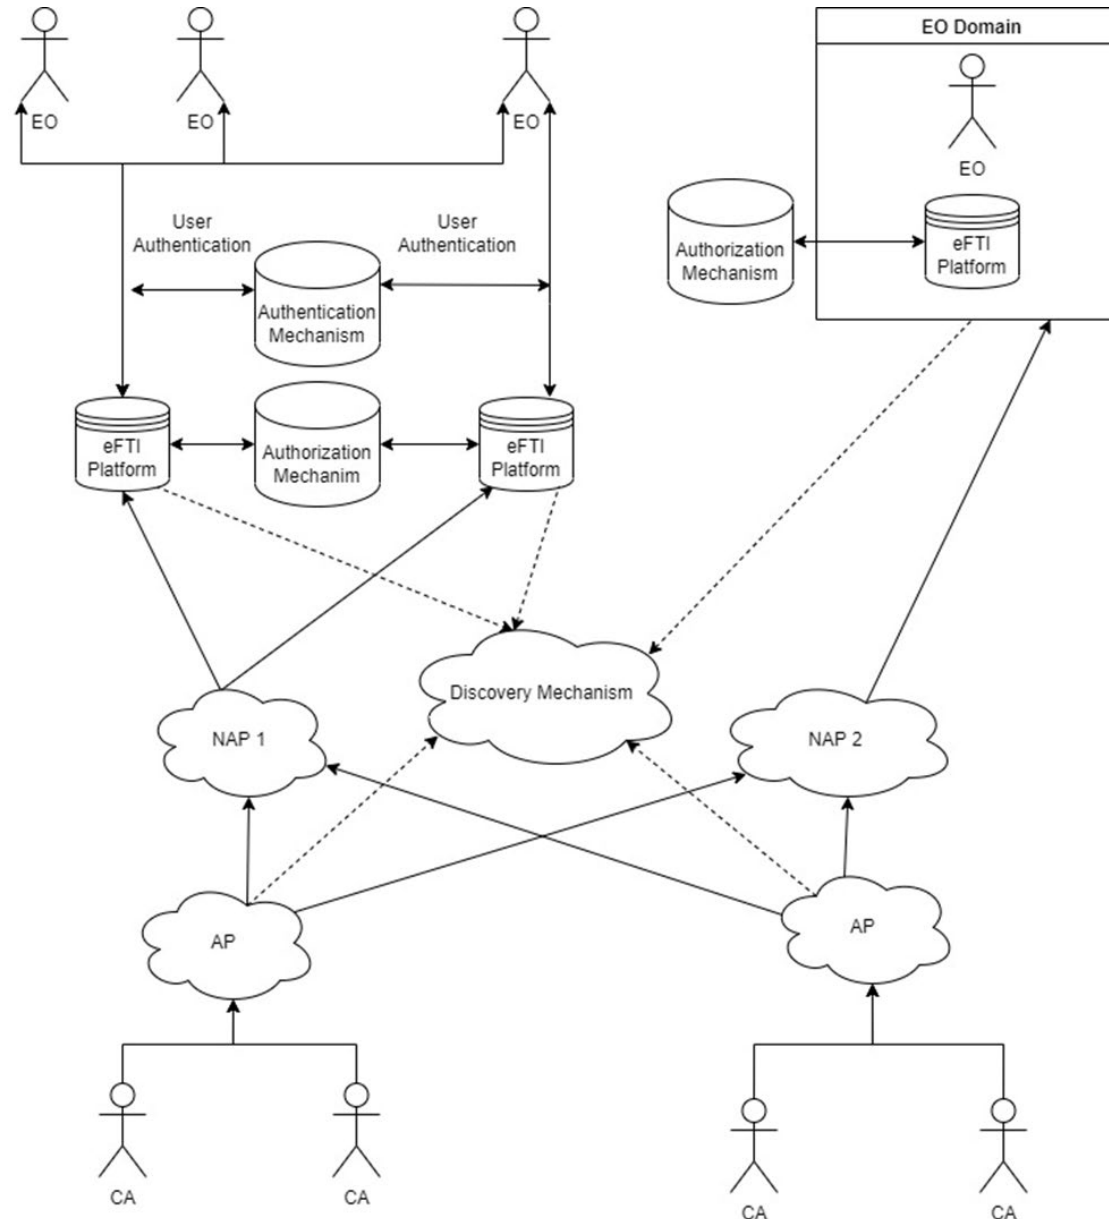 EO Domain
EO
EO
EO
EO
User
Authentication
User
Authentication
Authorization
Mechanism
eFTI
Platform
Authentication
Mechanism
eFTI
Platform
Authorization
Mechanim
eFTI
Platform
Discovery Mechanism
NAP 1
NAP 2
AP
AP
CA
CA
CA
CA